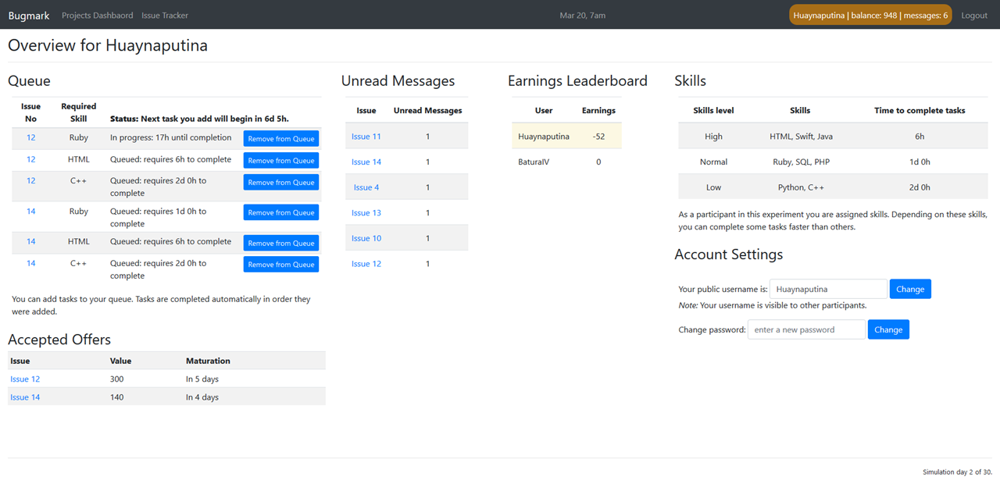 Bugmark Projects Dashbaord Issue Tracker Mar 20, 7am Huaynaputina | balance: 948 | messages: 6 Logout
Overview for Huaynaputina
Queue
Issue No Required Skill Status: Next task you add will begin in 6d 5h.
12 Ruby In progress: 17h until completion Remove from Queue
12 HTML Queued: requires 6h to complete Remove from Queue
12 C++ Queued: requires 2d 0h to complete Remove from Queue
14 Ruby Queued: requires 1d 0h to complete Remove from Queue
14 HTML Queued: requires 6h to complete Remove from Queue
14 C++ Queued: requires 2d 0h to complete Remove from Queue
You can add tasks to your queue. Tasks are completed automatically in order they
were added.
Accepted Offers
Issue Value Maturation
Issue 12 300 In 5 days
Issue 14 140 In 4 days
Unread Messages
Issue Unread Messages
Issue 11 1
Issue 14 1
Issue 4 1
Issue 13 1
Issue 10 1
Issue 12 1
Earnings Leaderboard
User Earnings
Huaynaputina -52
BaturaIV 0
Skills
Skills level Skills Time to complete tasks
High HTML, Swift, Java 6h
Normal Ruby, SQL, PHP 1d 0h
Low Python, C++ 2d 0h
As a participant in this experiment you are assigned skills. Depending on these skills,
you can complete some tasks faster than others.
Account Settings
Your public username is: Huaynaputina Change
Note: Your username is visible to other participants.
Change password: enter a new password Change
Simulation day 2 of 30.